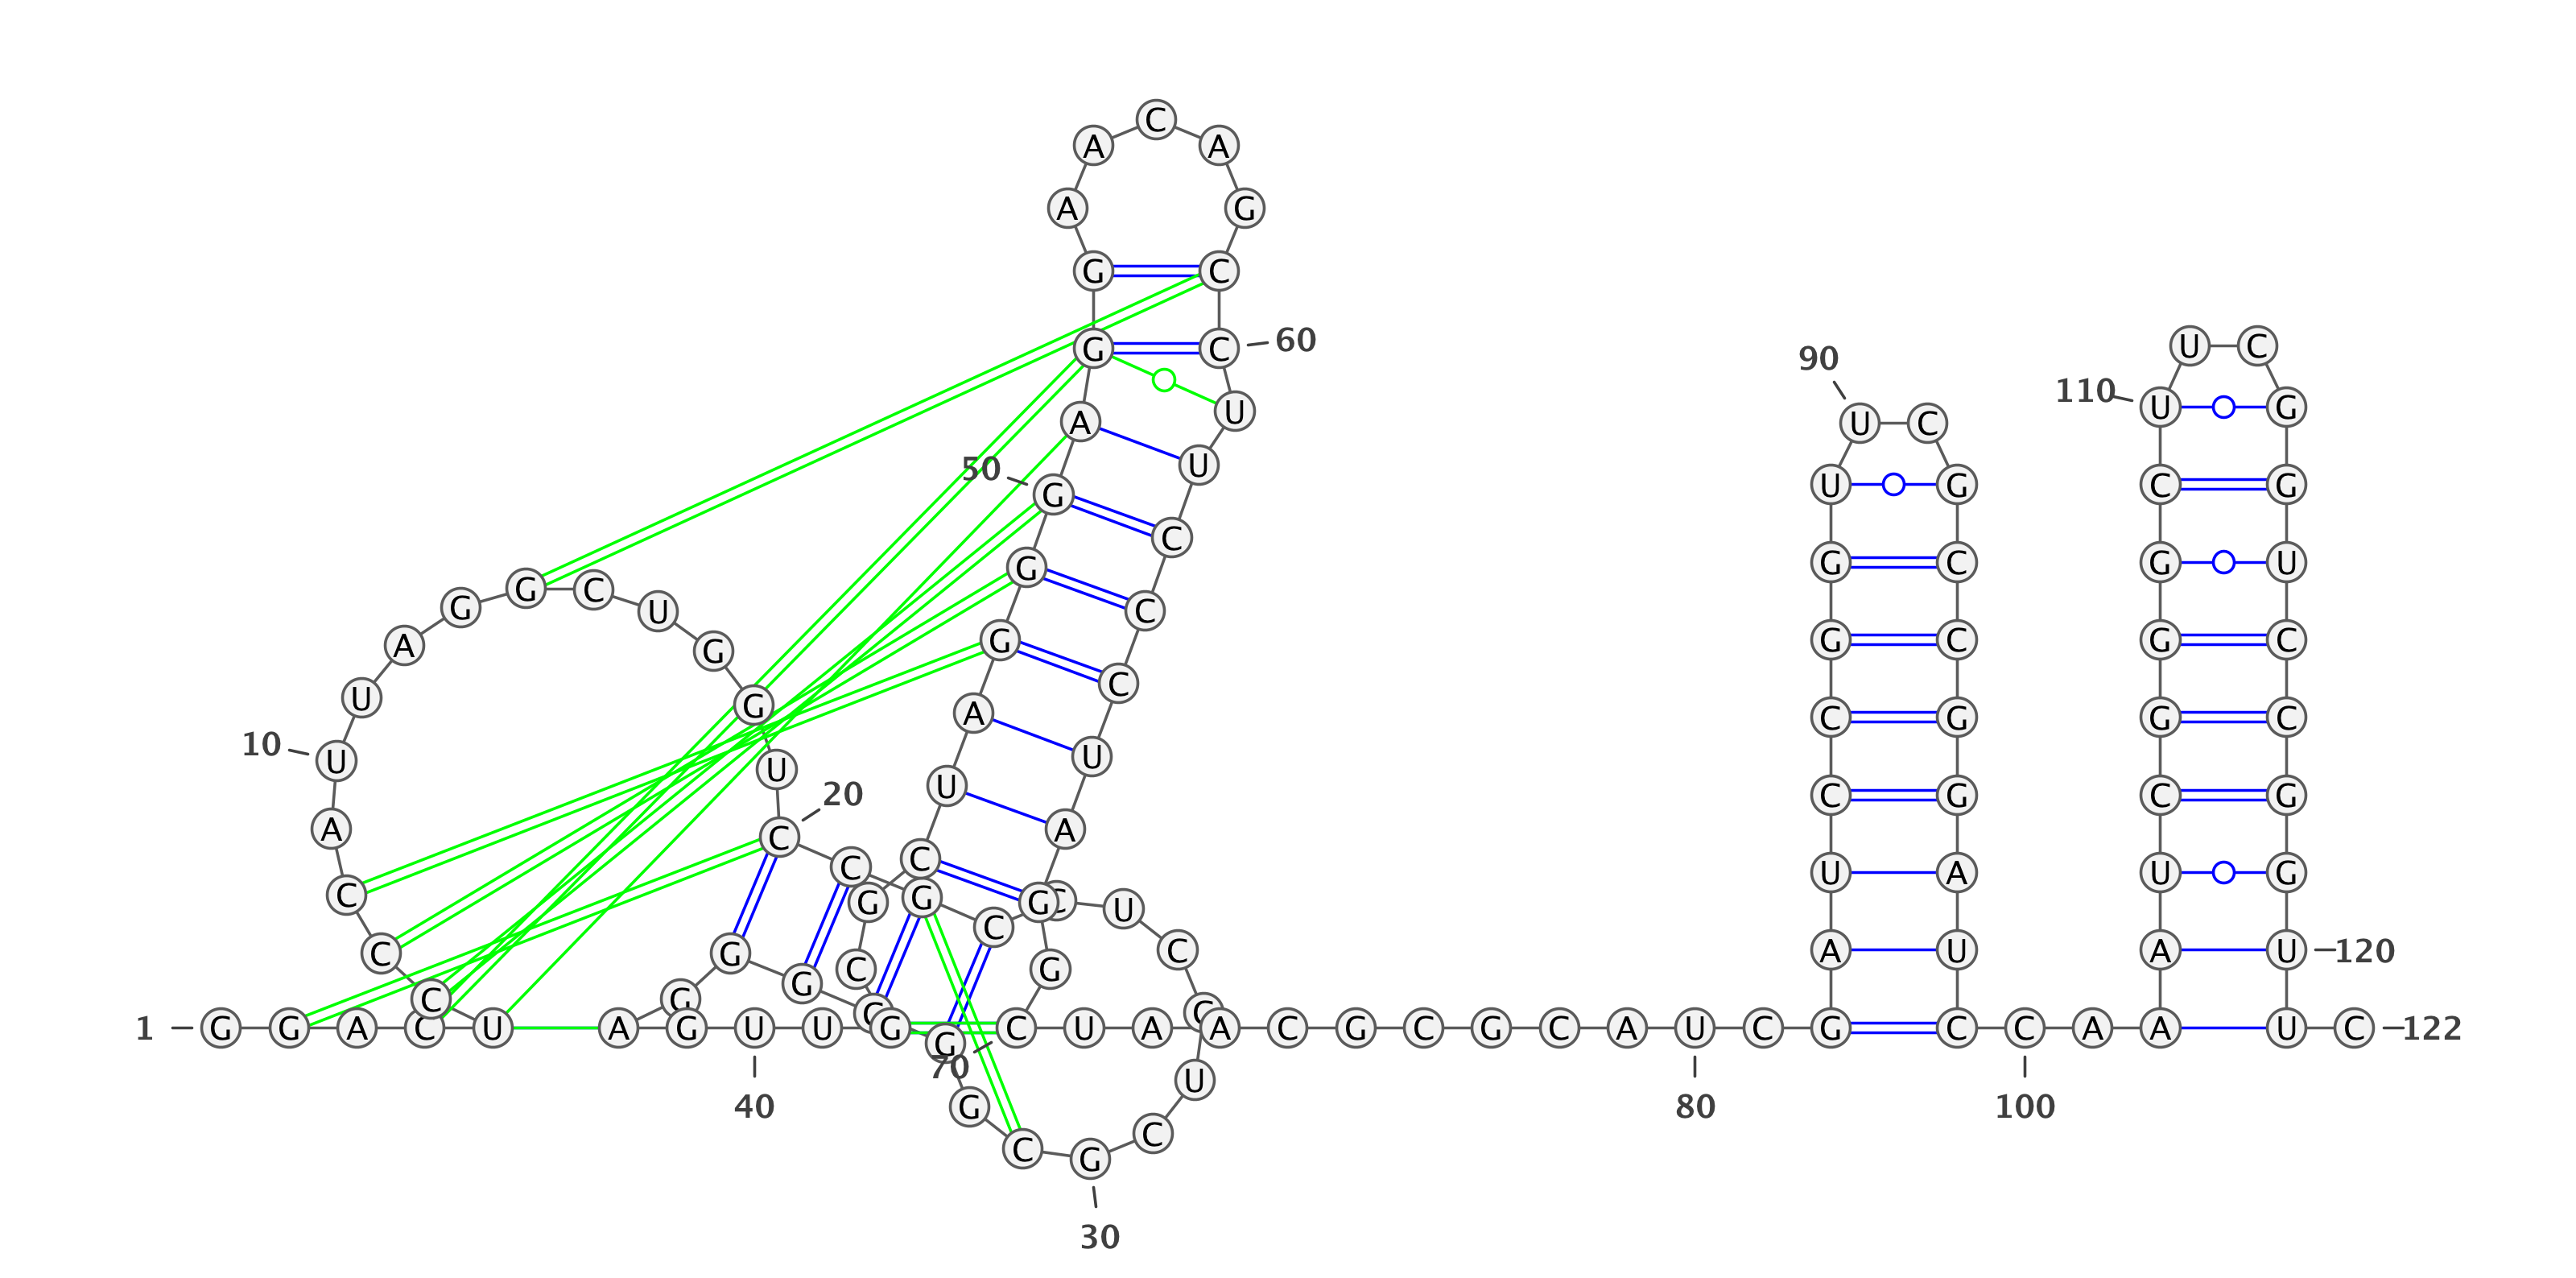 C
A A
A G
G C
G C 60
U C
90
110 U G
A U U C
50 G U U G C G
C
G C G C G U
G C
G U C
A G G G C G C
U C
G A C G G C
10 U U U
20 U C G C G
A C A
C C U A U G
C G G G C U
C
C G C A U A U 120
G C G
C G C C
1 G G A C U A G U U G C U A A C G C G C A U C G C C A A U C 122
G
70
U
40 G 80 100
C
C G
30